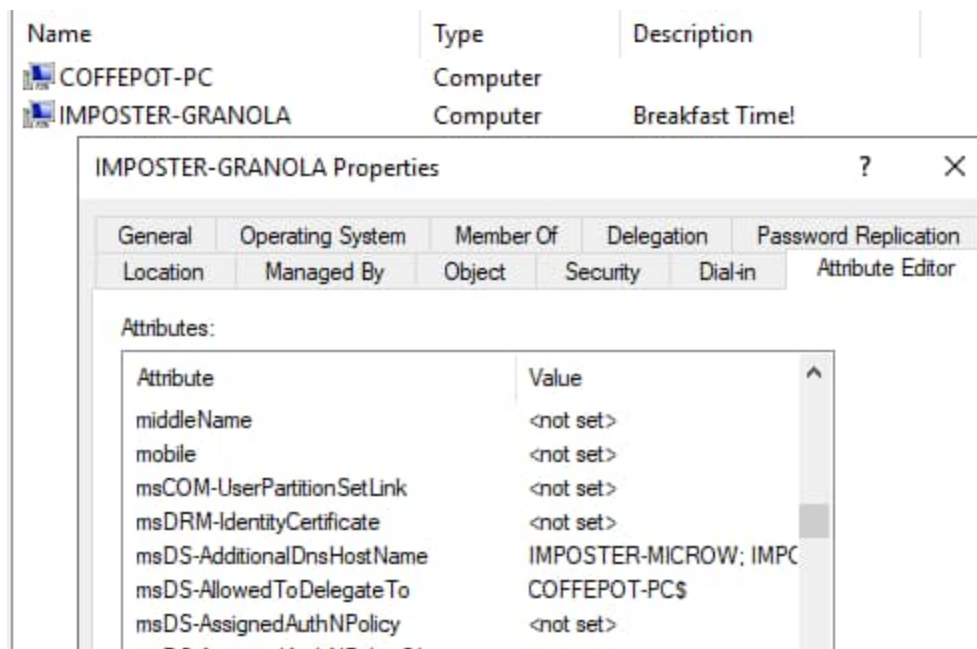 Name Type Description
COFFEPOT-PC Computer
IMPOSTER-GRANOLA Computer Breakfast Time!
IMPOSTER-GRANOLA Properties ? ×
General Operating System Member Of Delegation Password Replication
Location Managed By Object Security Dial-in Attribute Editor
Attributes:
Attribute Value
middleName <not set>
mobile <not set>
msCOM-UserPartitionSetLink <not set>
msDRM-IdentityCertificate <not set>
msDS-AdditionalDnsHostName IMPOSTER-MICROW; IMPC
msDS-AllowedToDelegateTo COFFEPOT-PC$
msDS-AssignedAuthNPolicy <not set>